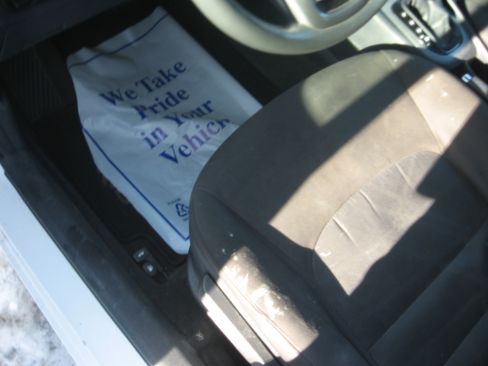 We Take
Pride
in Your
Vehicle